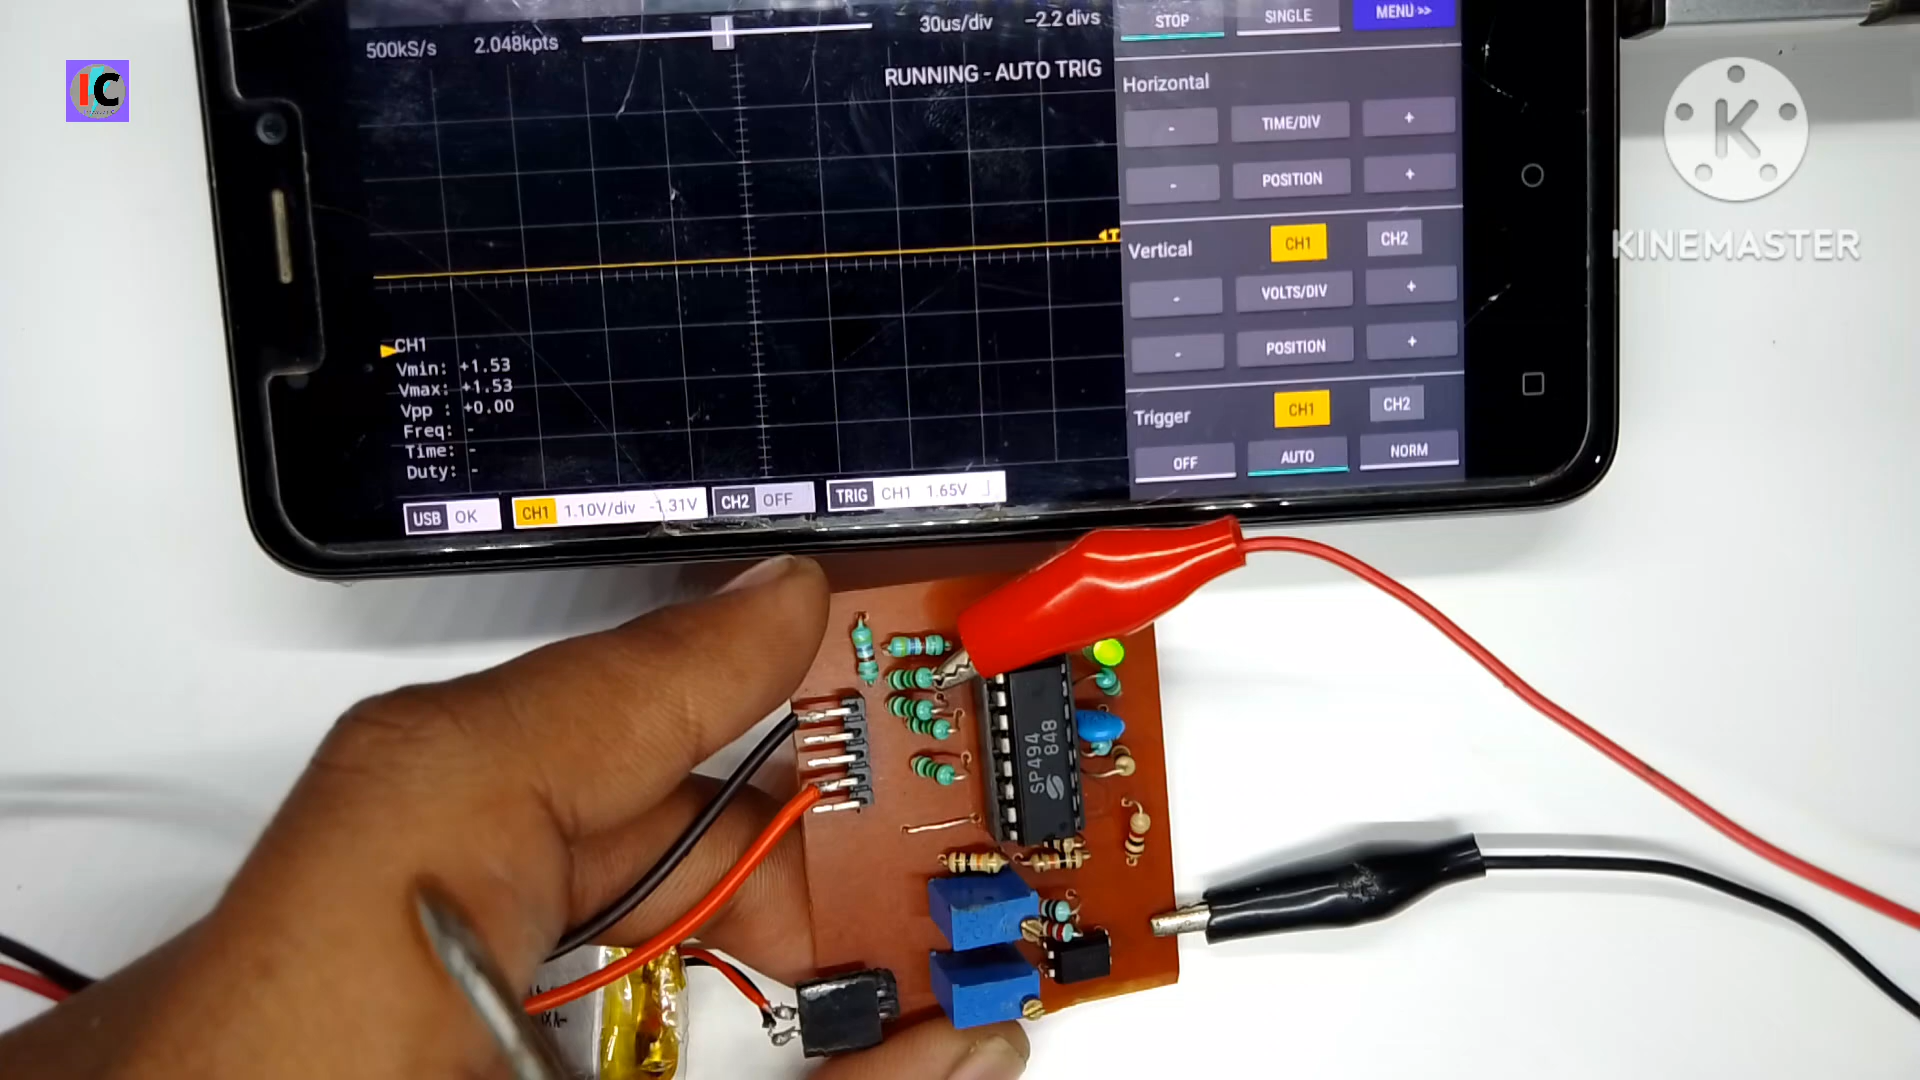 IC
500kS/s 2.048kpts 30us/div -2.2 divs
RUNNING - AUTO TRIG
STOP SINGLE MENU >>
Horizontal
- TIME/DIV +
- POSITION +
Vertical CH1 CH2
- VOLTS/DIV +
- POSITION +
Trigger CH1 CH2
OFF AUTO NORM
T
CH1
Vmin: +1.53
Vmax: +1.53
Vpp : +0.00
Freq: -
Time: -
Duty: -
USB OK CH1 1.10V/div -1.31V CH2 OFF TRIG CH1 1.65V
K
KINEMASTER
SP494
848